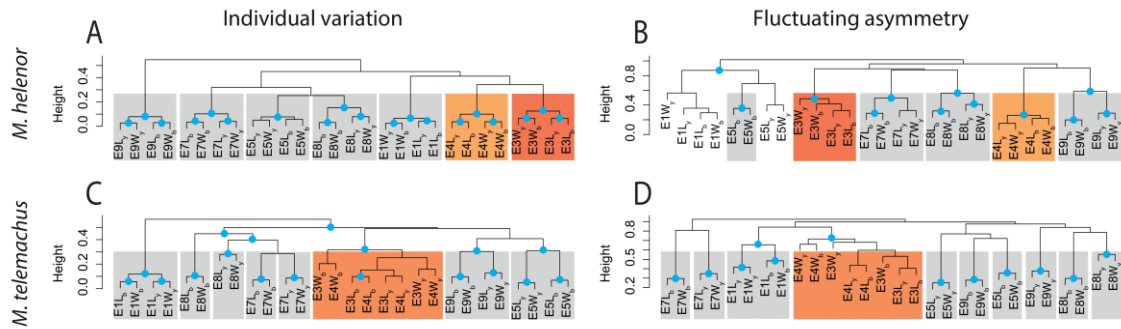 Individual variation
Fluctuating asymmetry
M. helenor
A
Height
0.4
0.2
0.0
E9Ly E9Wy E9Lb E9Wb E7Lb E7Wb E7Ly E7Wy E5Ly E5Wy E5Lb E5Wb E8Lb E8Wb E8Ly E8Wy E1Wy E1Wb E1Ly E1Lb E4Lb E4Ly E4Wb E4Wy E3Wy E3Wb E3Ly E3Lb
B
Height
0.8
0.4
0.0
E1Wy E1Ly E1Lb E1Wb E5Lb E5Wb E5Ly E5Wy E3Wy E3Wb E3Ly E3Lb E7Lb E7Wb E7Ly E7Wy E8Lb E8Wb E8Ly E8Wy E4Ly E4Wy E4Lb E4Wb E9Lb E9Wb E9Ly E9Wy
M. telemachus
C
Height
0.4
0.2
0.0
E1Lb E1Wb E1Ly E1Wy E8Lb E8Wb E8Ly E8Wy E7Lb E7Wb E7Ly E7Wy E3Wb E4Wb E3Ly E4Lb E3Lb E4Ly E3Wy E4Wy E9Lb E9Wb E9Ly E9Wy E5Ly E5Wy E5Lb E5Wb
D
Height
0.8
0.5
0.2
E7Lb E7Wb E7Ly E7Wy E1Ly E1Wy E1Lb E1Wb E4Wy E4Wb E3Wy E4Ly E4Lb E3Wb E3Ly E3Lb E5Ly E5Wy E9Lb E9Wb E5Lb E5Wb E9Ly E9Wy E8Lb E8Wb E8Ly E8Wy